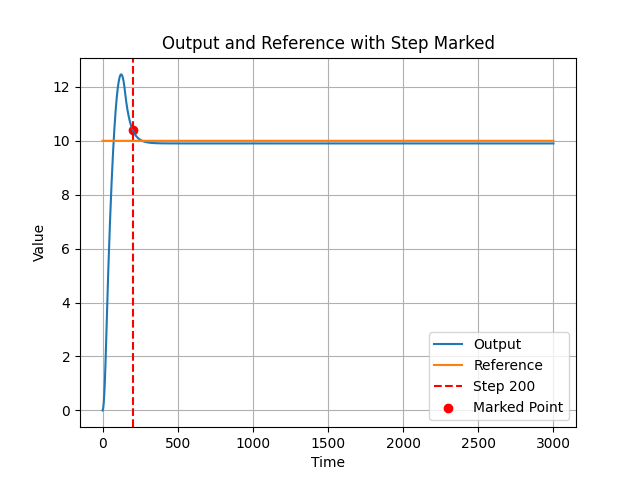 Output and Reference with Step Marked
Value
12
10
8
6
4
2
0
0 500 1000 1500 2000 2500 3000
Time
Output
Reference
Step 200
Marked Point